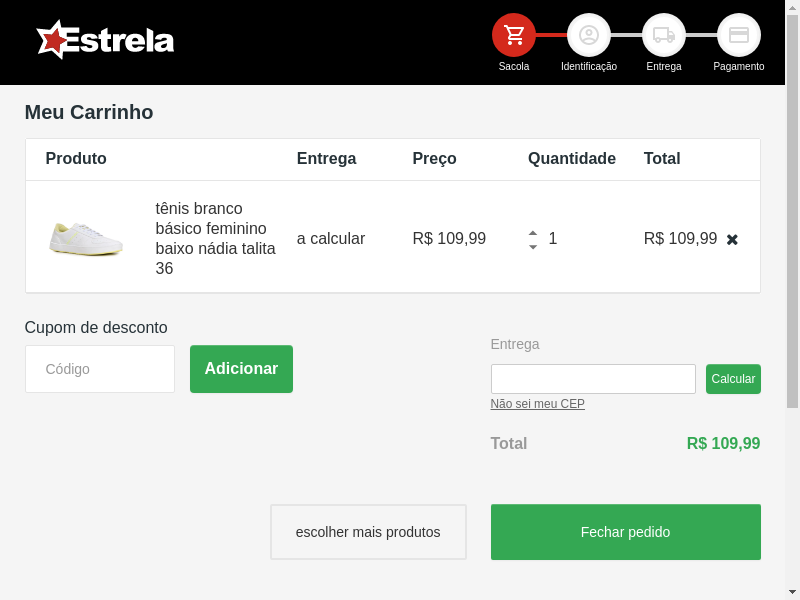 Estrela
Sacola
Identificação
Entrega
Pagamento
Meu Carrinho
Produto
Entrega
Preço
Quantidade
Total
tênis branco
básico feminino
baixo nádia talita
36
a calcular
R$ 109,99
1
R$ 109,99
Cupom de desconto
Código
Adicionar
Entrega
Calcular
Não sei meu CEP
Total
R$ 109,99
escolher mais produtos
Fechar pedido